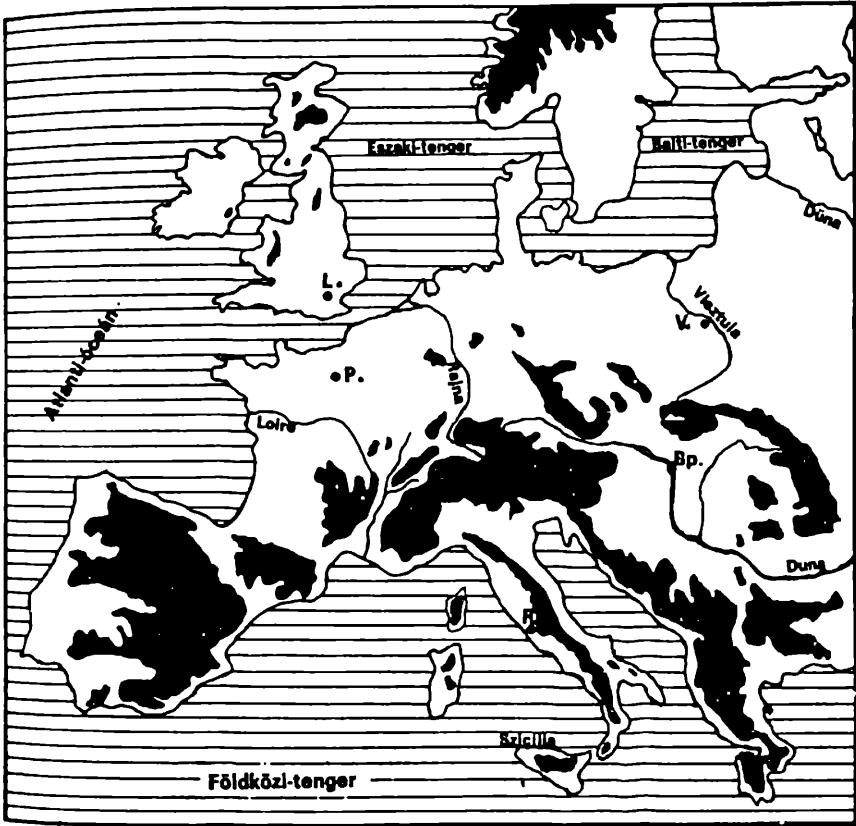 Északi-tenger
Balti-tenger
Düna
L.
Visztula
V.
Atlanti-óceán
P.
Rajna
Loire
Bp.
Duna
R.
Szicília
Földközi-tenger